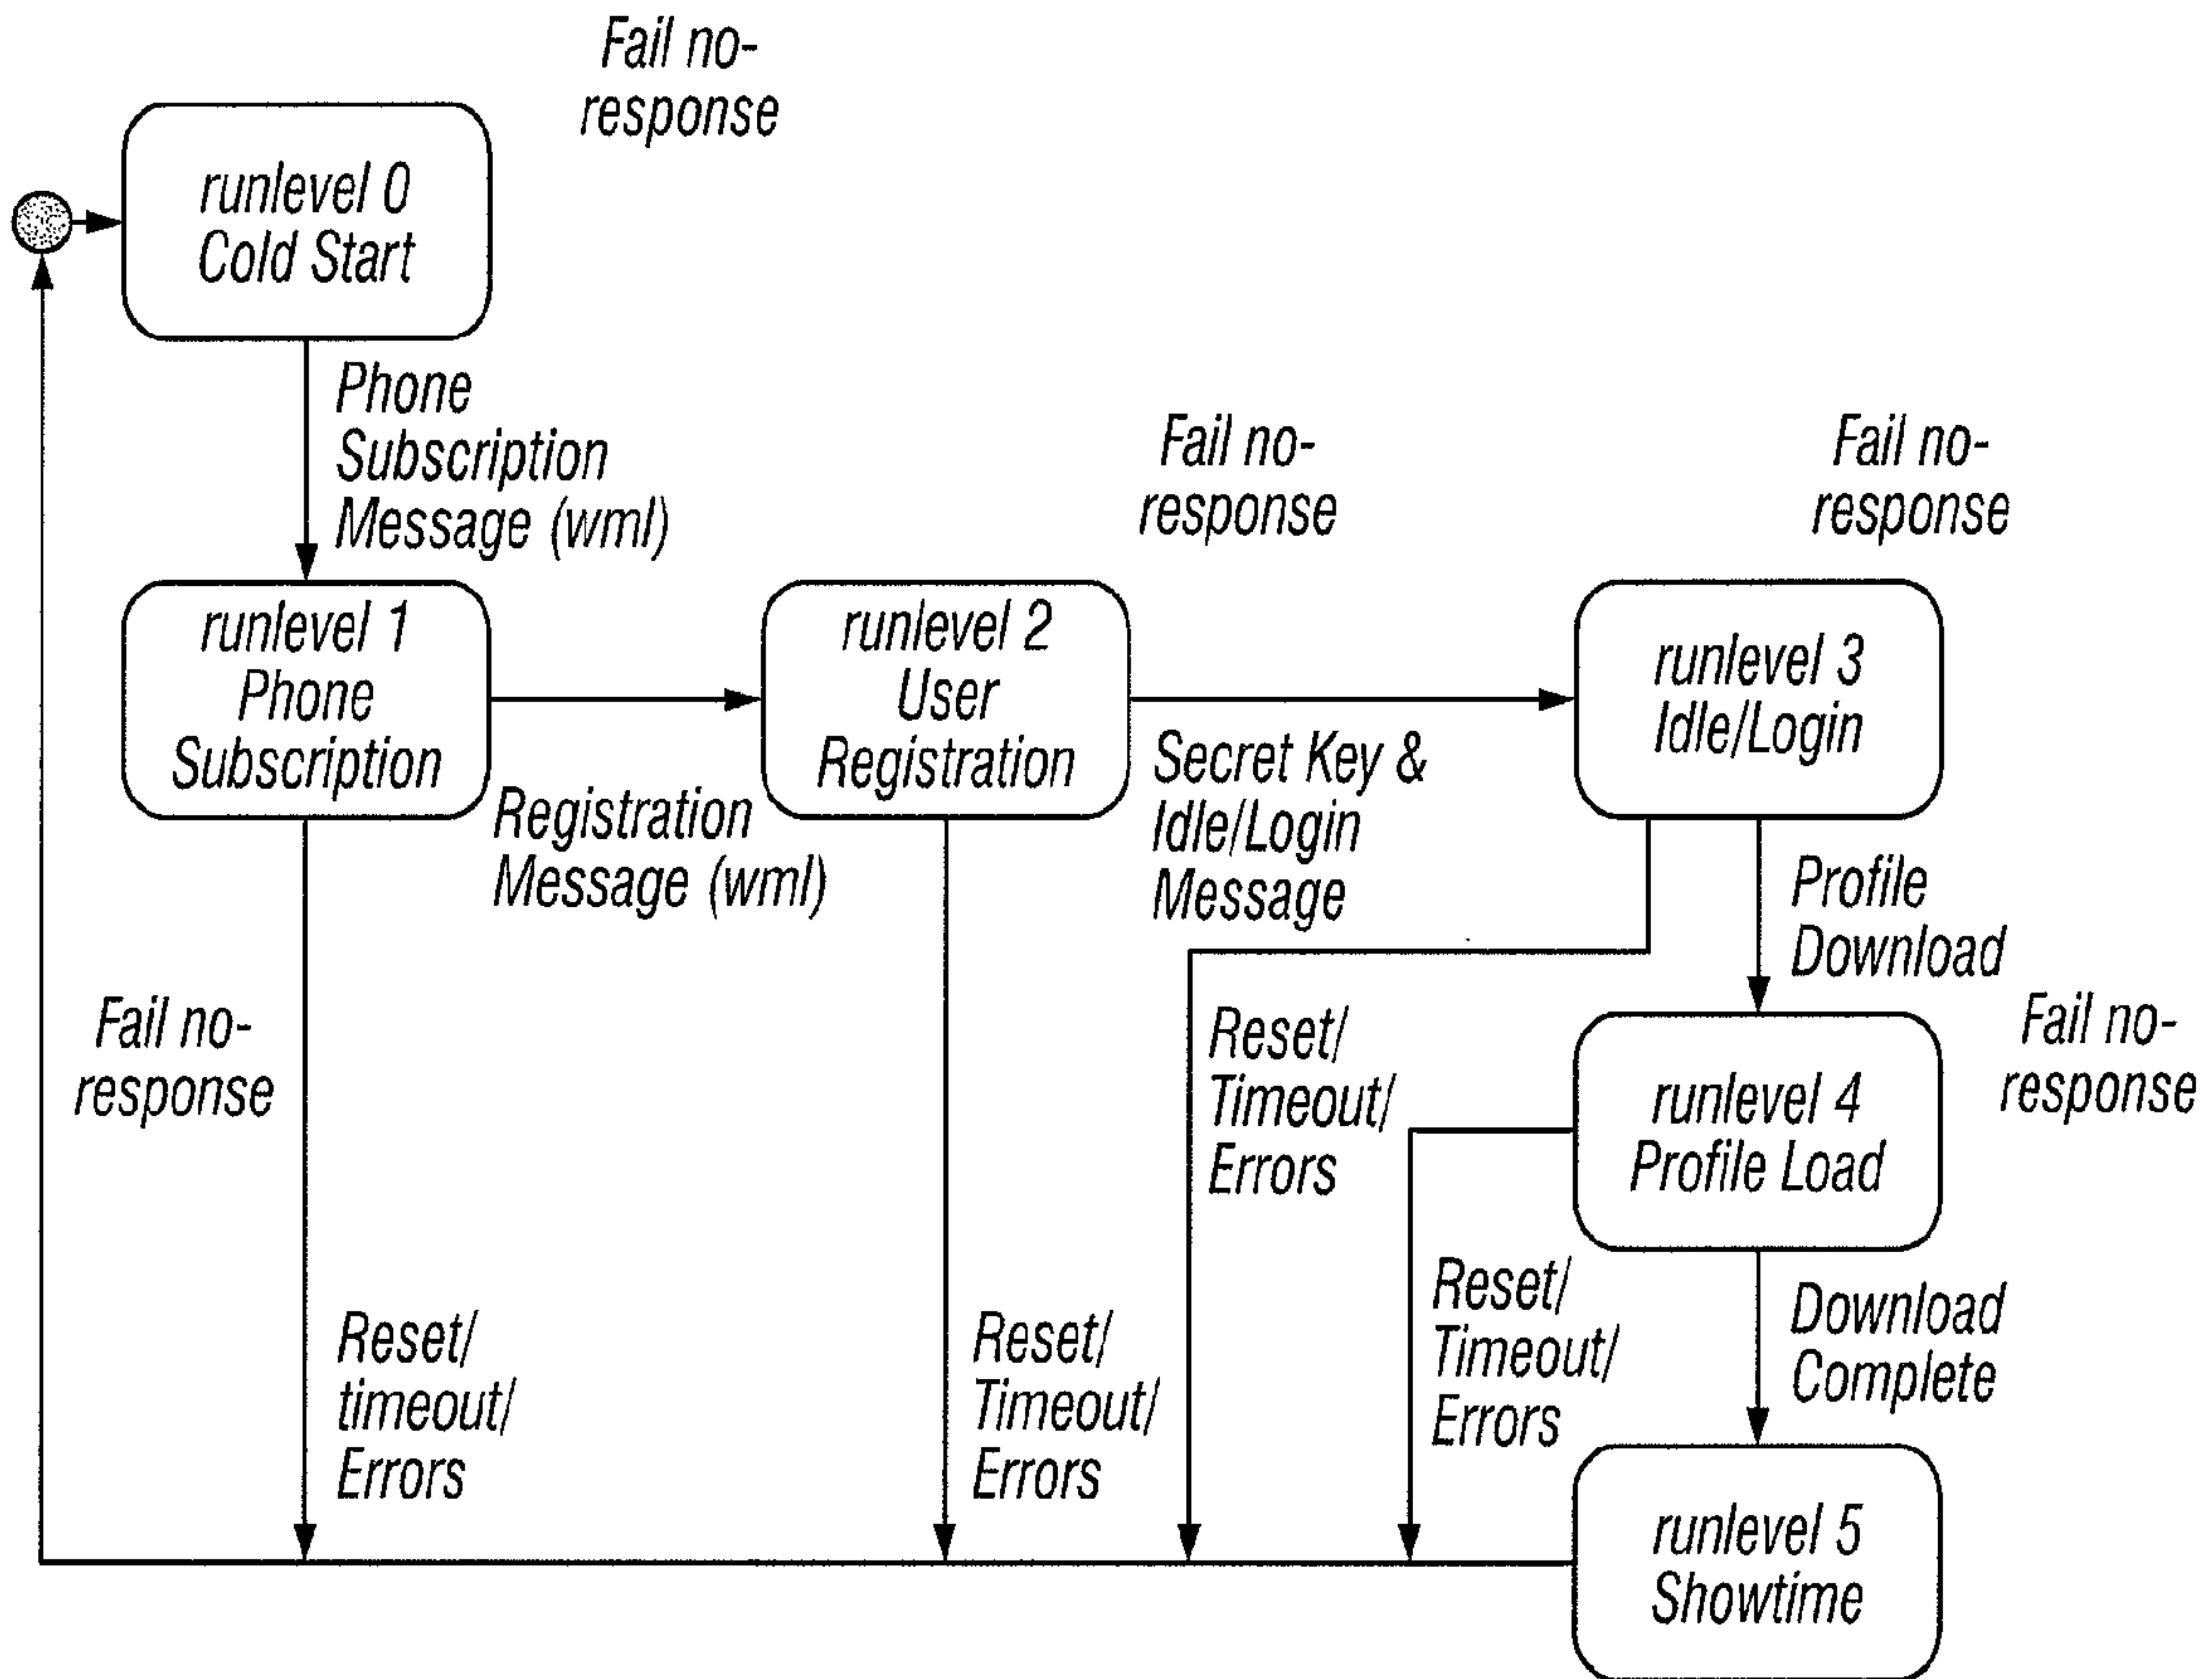 Fail no-
response
runlevel 0
Cold Start
Phone
Subscription
Message (wml)
Fail no-
response
Fail no-
response
runlevel 1
Phone
Subscription
runlevel 2
User
Registration
runlevel 3
Idle/Login
Registration
Message (wml)
Secret Key &
Idle/Login
Message
Profile
Download
Fail no-
response
Reset/
Timeout/
Errors
runlevel 4
Profile Load
Fail no-
response
Reset/
timeout/
Errors
Reset/
Timeout/
Errors
Reset/
Timeout/
Errors
Download
Complete
runlevel 5
Showtime